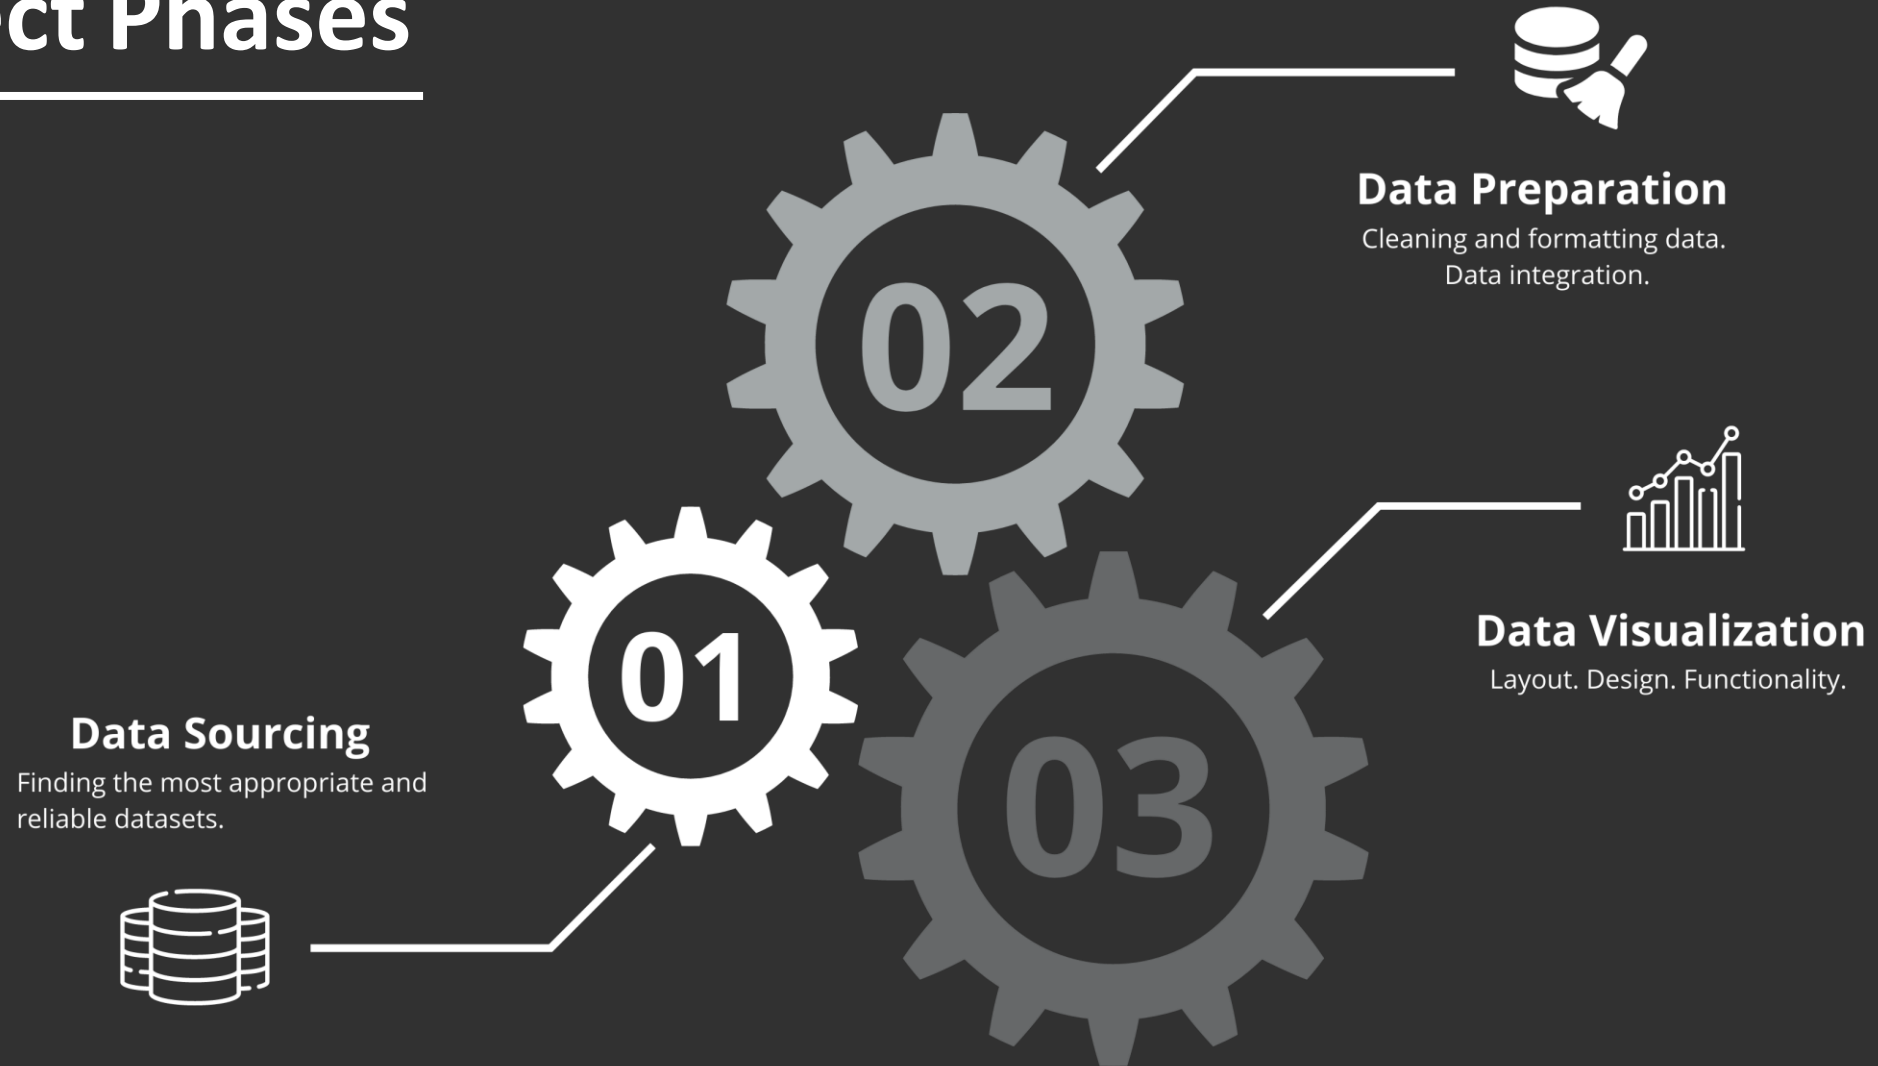 ct Phases
02
Data Preparation
Cleaning and formatting data.
Data integration.
01
Data Sourcing
Finding the most appropriate and
reliable datasets.
03
Data Visualization
Layout. Design. Functionality.